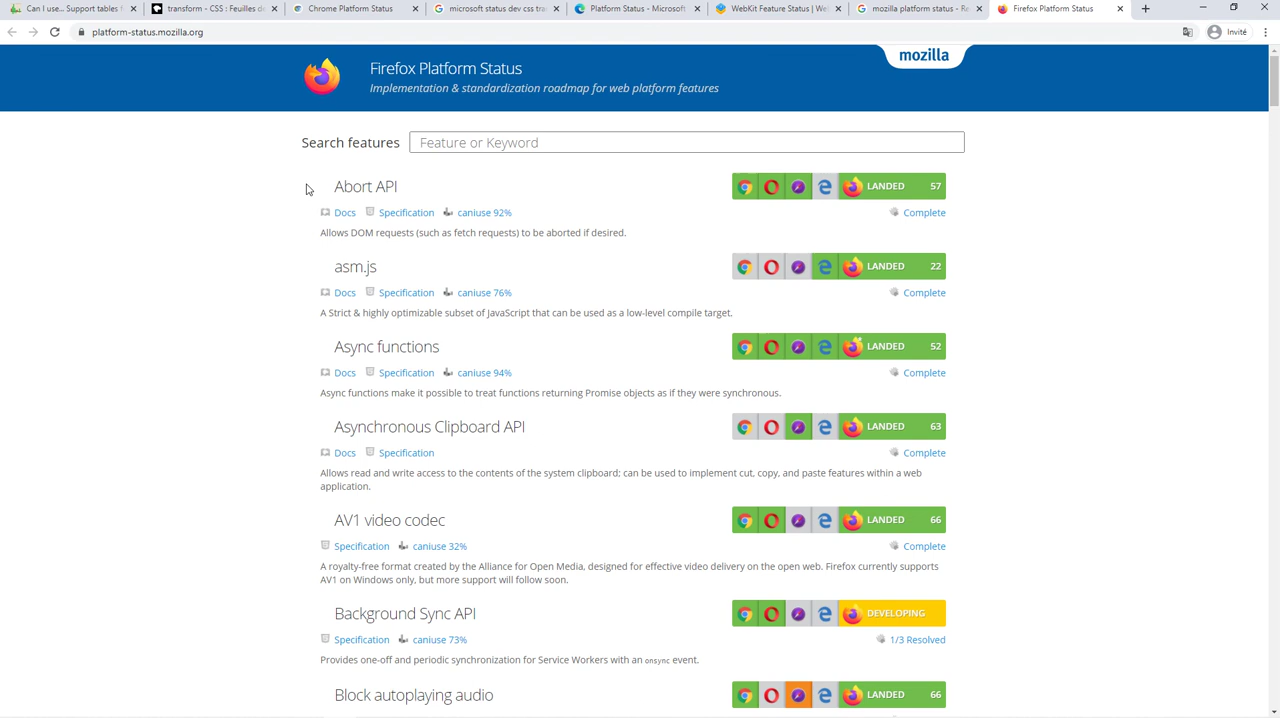 Can I use... Support tables f
transform - CSS : Feuilles de
Chrome Platform Status
microsoft status dev css tra
Platform Status - Microsoft
WebKit Feature Status | We
mozilla platform status - Re
Firefox Platform Status
platform-status.mozilla.org
Invité
Firefox Platform Status
Implementation & standardization roadmap for web platform features
mozilla
Search features
Feature or Keyword
Abort API
LANDED 57
Docs Specification caniuse 92% Complete
Allows DOM requests (such as fetch requests) to be aborted if desired.
asm.js
LANDED 22
Docs Specification caniuse 76% Complete
A Strict & highly optimizable subset of JavaScript that can be used as a low-level compile target.
Async functions
LANDED 52
Docs Specification caniuse 94% Complete
Async functions make it possible to treat functions returning Promise objects as if they were synchronous.
Asynchronous Clipboard API
LANDED 63
Docs Specification Complete
Allows read and write access to the contents of the system clipboard; can be used to implement cut, copy, and paste features within a web
application.
AV1 video codec
LANDED 66
Specification caniuse 32% Complete
A royalty-free format created by the Alliance for Open Media, designed for effective video delivery on the open web. Firefox currently supports
AV1 on Windows only, but more support will follow soon.
Background Sync API
DEVELOPING
Specification caniuse 73% 1/3 Resolved
Provides one-off and periodic synchronization for Service Workers with an onsync event.
Block autoplaying audio
LANDED 66